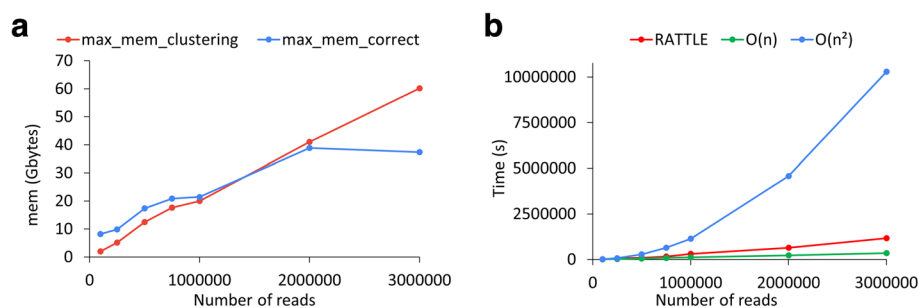 a
max_mem_clustering max_mem_correct
mem (Gbytes)
70
60
50
40
30
20
10
0
0 1000000 2000000 3000000
Number of reads
b
RATTLE O(n) O(n²)
Time (s)
10000000
7500000
5000000
2500000
0
0 1000000 2000000 3000000
Number of reads